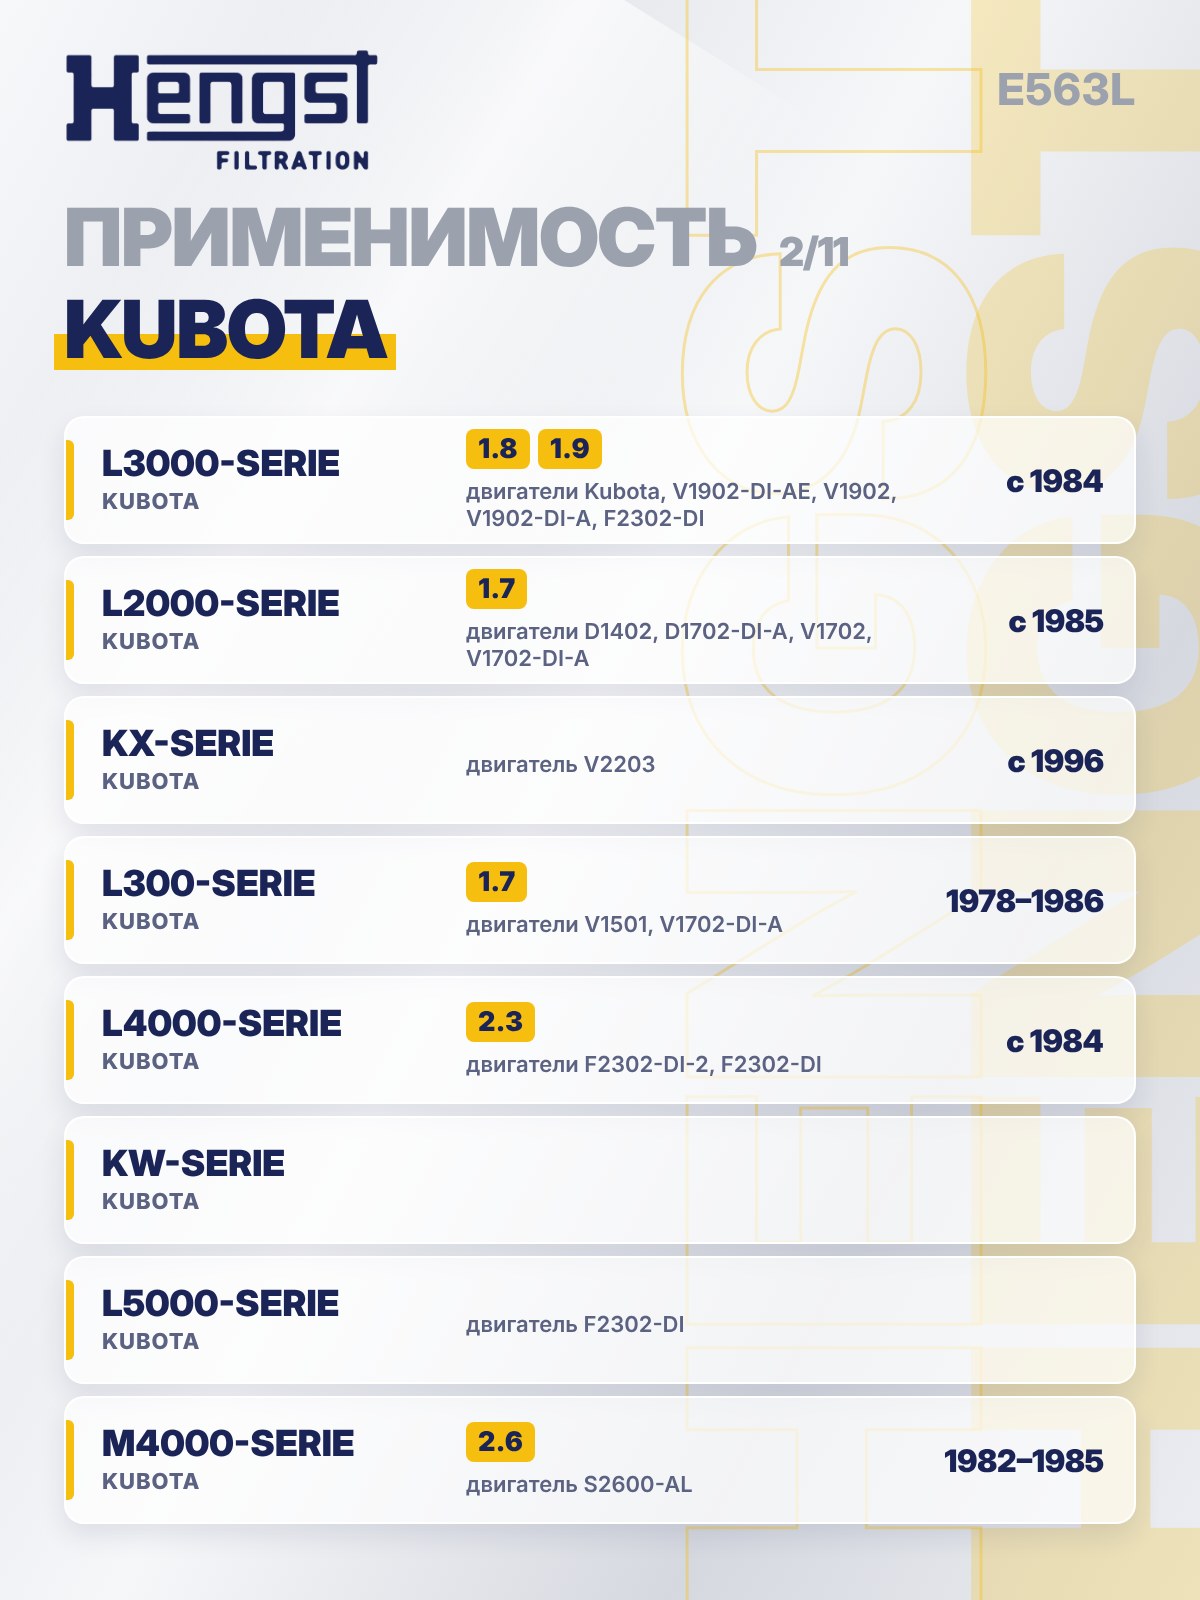 Hengst
FILTRATION
E563L
ПРИМЕНИМОСТЬ 2/11
KUBOTA
L3000-SERIE
KUBOTA
1.8 1.9
двигатели Kubota, V1902-DI-AE, V1902,
V1902-DI-A, F2302-DI
с 1984
L2000-SERIE
KUBOTA
1.7
двигатели D1402, D1702-DI-A, V1702,
V1702-DI-A
с 1985
KX-SERIE
KUBOTA
двигатель V2203
с 1996
L300-SERIE
KUBOTA
1.7
двигатели V1501, V1702-DI-A
1978–1986
L4000-SERIE
KUBOTA
2.3
двигатели F2302-DI-2, F2302-DI
с 1984
KW-SERIE
KUBOTA
L5000-SERIE
KUBOTA
двигатель F2302-DI
M4000-SERIE
KUBOTA
2.6
двигатель S2600-AL
1982–1985
HENGST
HENGST